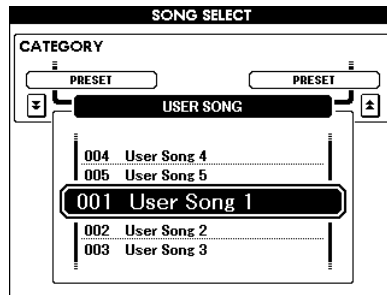 SONG SELECT
CATEGORY
PRESET PRESET
USER SONG
004 User Song 4
005 User Song 5
001 User Song 1
002 User Song 2
003 User Song 3